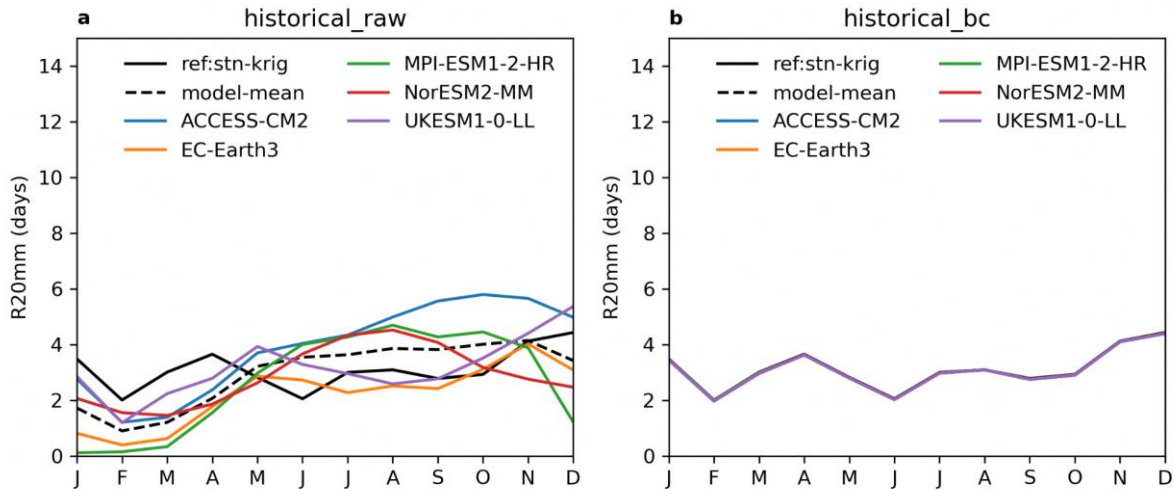 a historical_raw
14
12
10
8
6
4
2
0
R20mm (days)
ref:stn-krig
model-mean
ACCESS-CM2
EC-Earth3
MPI-ESM1-2-HR
NorESM2-MM
UKESM1-0-LL
J F M A M J J A S O N D
b historical_bc
14
12
10
8
6
4
2
0
R20mm (days)
ref:stn-krig
model-mean
ACCESS-CM2
EC-Earth3
MPI-ESM1-2-HR
NorESM2-MM
UKESM1-0-LL
J F M A M J J A S O N D